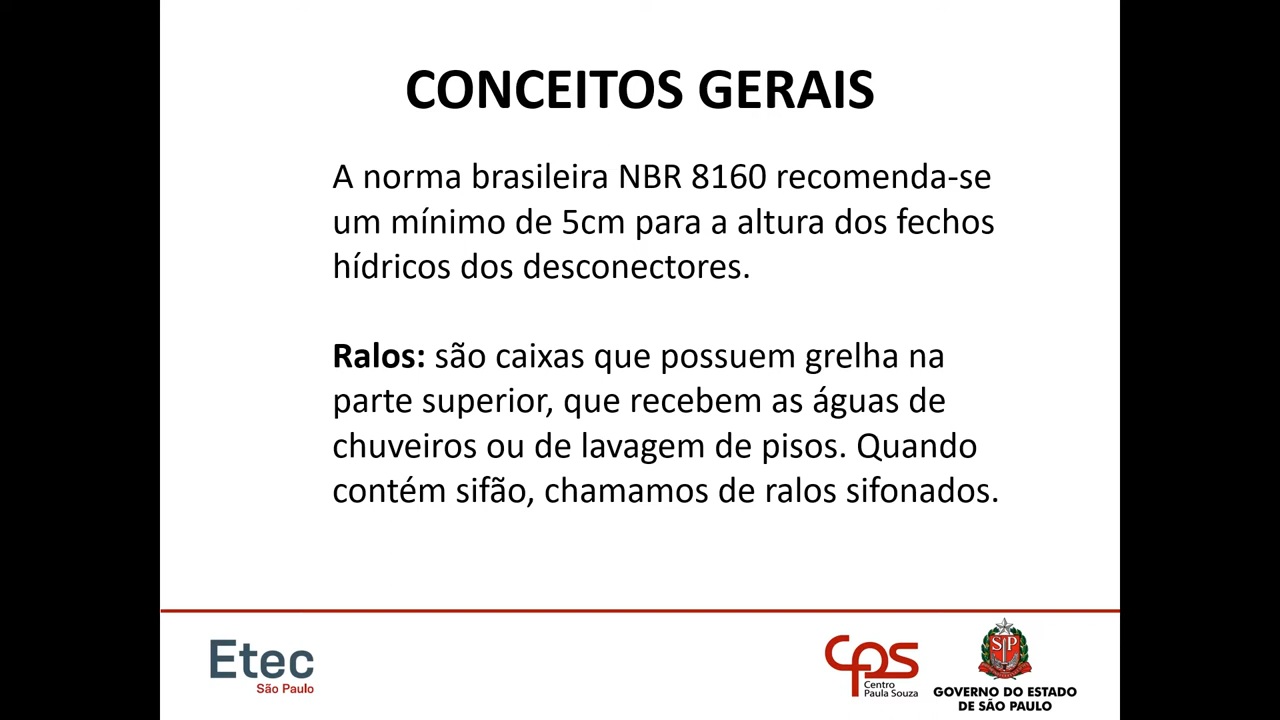 CONCEITOS GERAIS
A norma brasileira NBR 8160 recomenda-se
um mínimo de 5cm para a altura dos fechos
hídricos dos desconectores.
Ralos: são caixas que possuem grelha na
parte superior, que recebem as águas de
chuveiros ou de lavagem de pisos. Quando
contém sifão, chamamos de ralos sifonados.
Etec
São Paulo
cps
Centro
Paula Souza
SP
GOVERNO DO ESTADO
DE SÃO PAULO